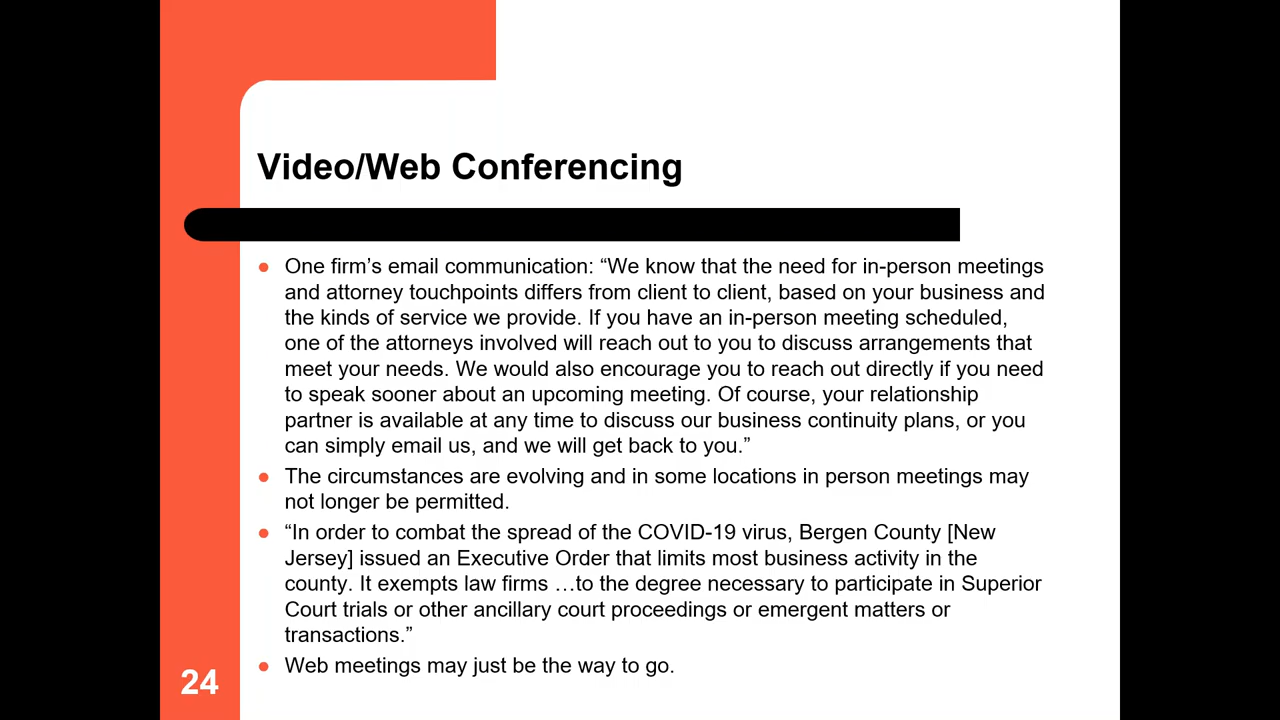 Video/Web Conferencing
● One firm’s email communication: “We know that the need for in-person meetings
and attorney touchpoints differs from client to client, based on your business and
the kinds of service we provide. If you have an in-person meeting scheduled,
one of the attorneys involved will reach out to you to discuss arrangements that
meet your needs. We would also encourage you to reach out directly if you need
to speak sooner about an upcoming meeting. Of course, your relationship
partner is available at any time to discuss our business continuity plans, or you
can simply email us, and we will get back to you.”
● The circumstances are evolving and in some locations in person meetings may
not longer be permitted.
● “In order to combat the spread of the COVID-19 virus, Bergen County [New
Jersey] issued an Executive Order that limits most business activity in the
county. It exempts law firms …to the degree necessary to participate in Superior
Court trials or other ancillary court proceedings or emergent matters or
transactions.”
● Web meetings may just be the way to go.
24